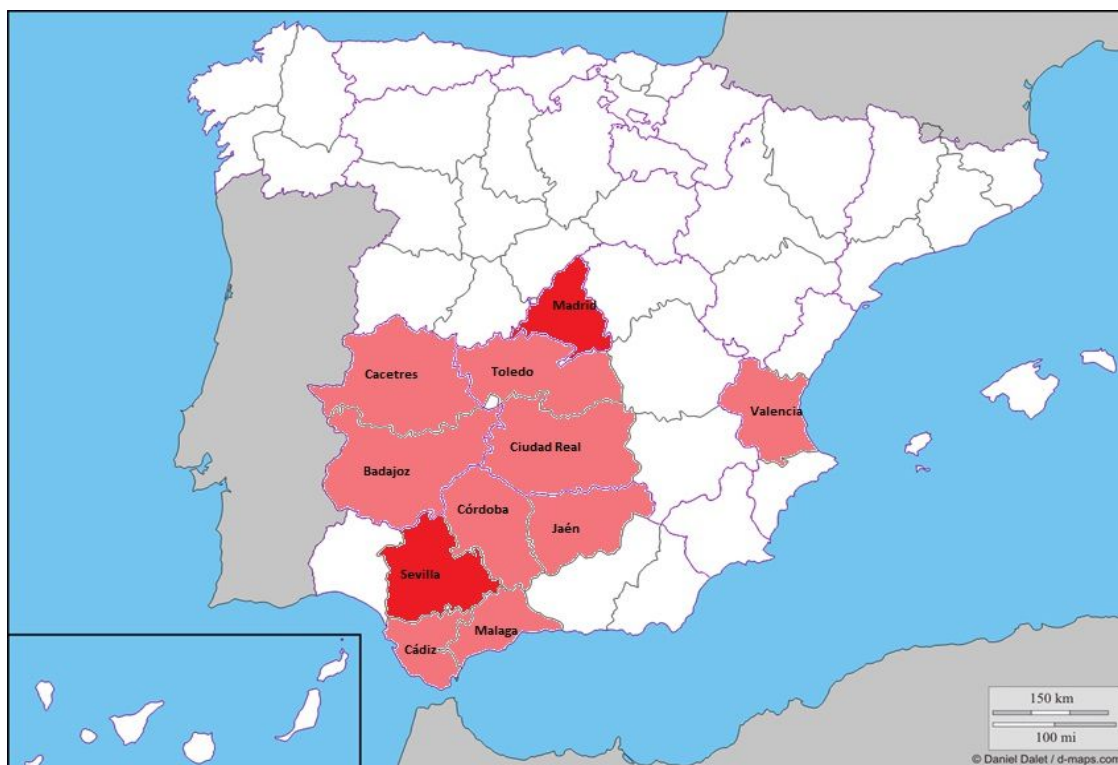 Madrid
Cacetres
Toledo
Valencia
Ciudad Real
Badajoz
Córdoba
Jaén
Sevilla
Malaga
Cádiz
150 km
100 mi
© Daniel Dalet / d-maps.com